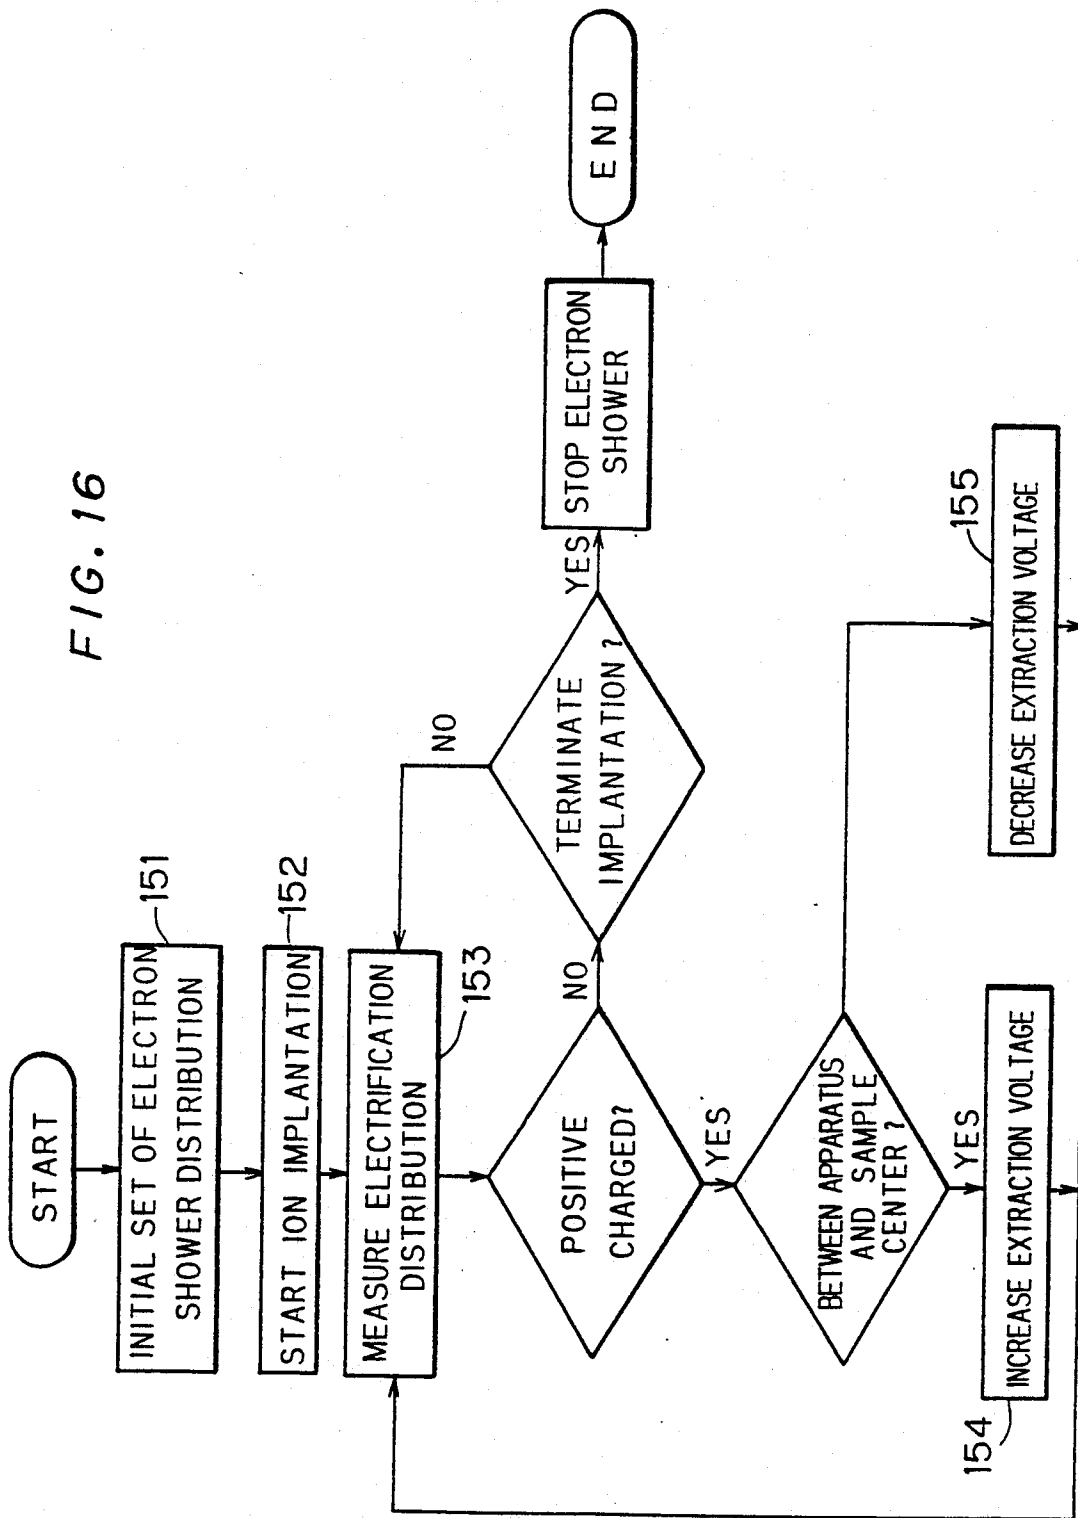 FIG. 16
START
INITIAL SET OF ELECTRON
SHOWER DISTRIBUTION
151
START ION IMPLANTATION
152
MEASURE ELECTRIFICATION
DISTRIBUTION
153
POSITIVE
CHARGED?
NO
YES
TERMINATE
IMPLANTATION ?
NO
YES
STOP ELECTRON
SHOWER
END
BETWEEN APPARATUS
AND SAMPLE
CENTER ?
YES
INCREASE EXTRACTION VOLTAGE
154
DECREASE EXTRACTION VOLTAGE
155